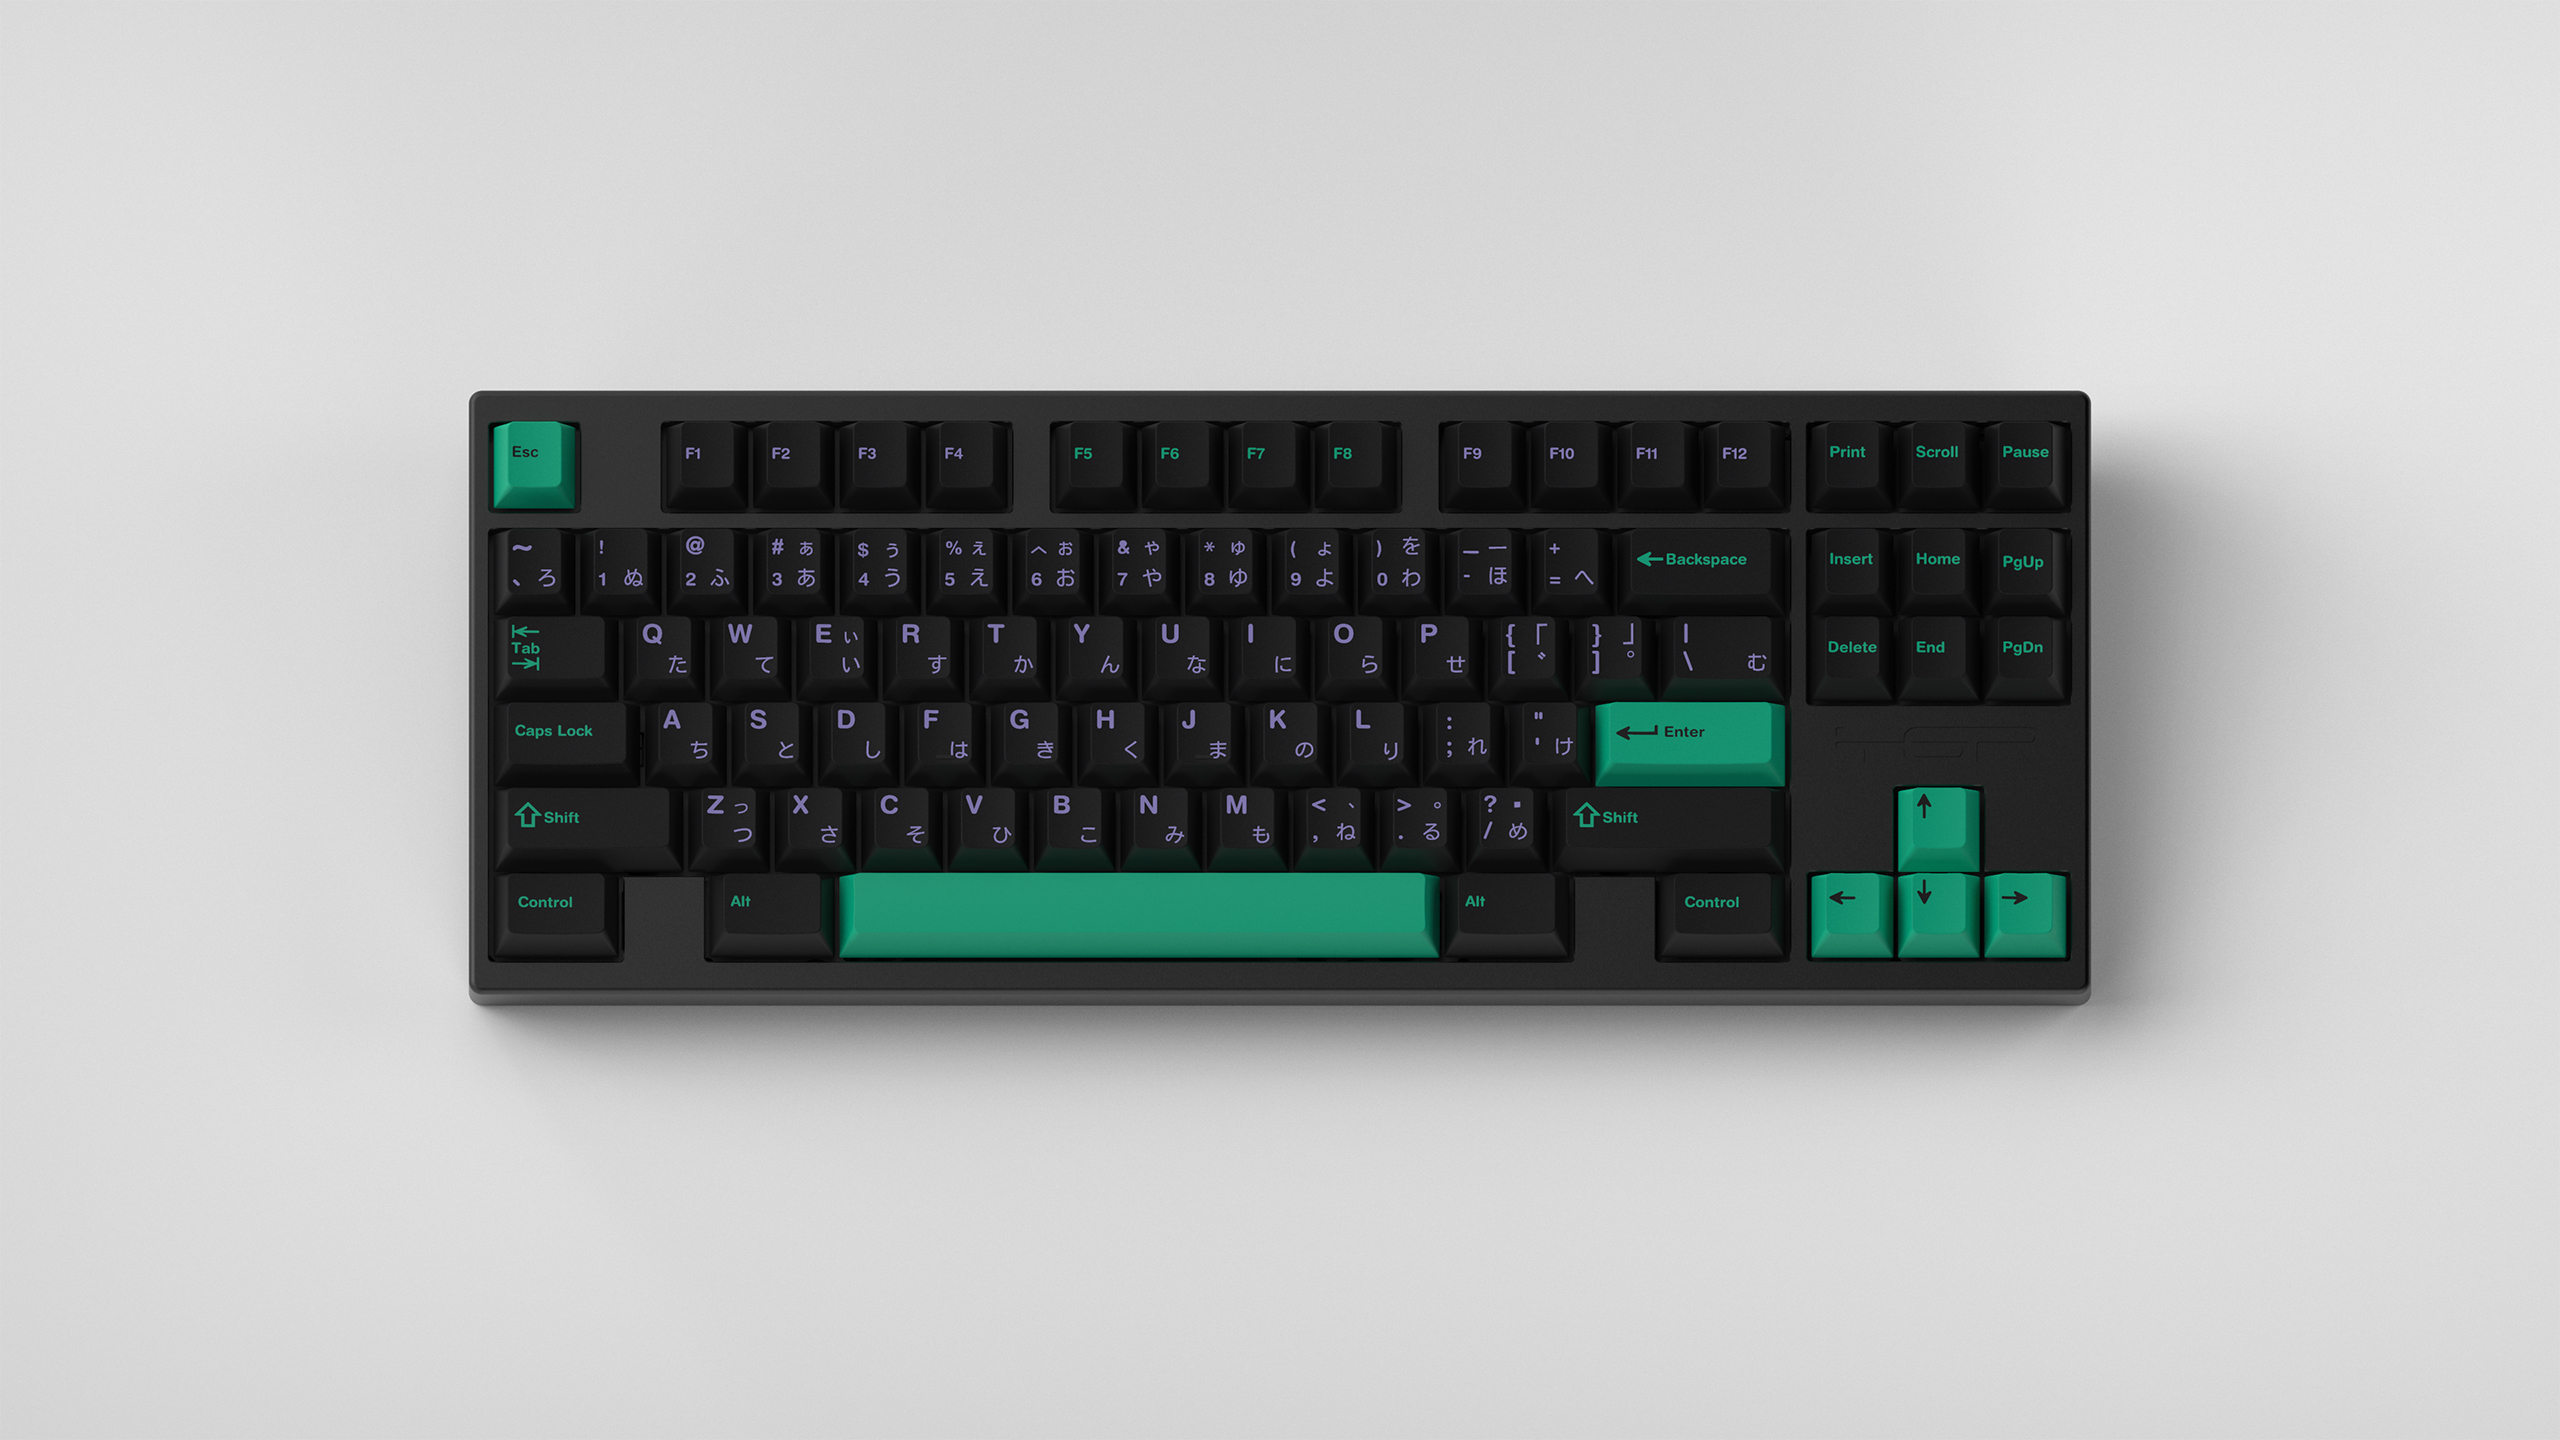 Esc F1 F2 F3 F4 F5 F6 F7 F8 F9 F10 F11 F12 Print Scroll Pause
~ ! @ # ぁ $ ぅ % ぇ ^ ぉ & ゃ * ゅ ( ょ ) を _ ー + ←Backspace Insert Home PgUp
、 ろ 1 ぬ 2 ふ 3 あ 4 う 5 え 6 お 7 や 8 ゆ 9 よ 0 わ - ほ = へ
Tab Q W E ぃ R T Y U I O P { 「 } 」 | Delete End PgDn
た て い す か ん な に ら せ [ ゛ ] ゜ \ む
Caps Lock A S D F G H J K L : " Enter
ち と し は き く ま の り ; れ ' け
Shift Z っ X C V B N M < 、 > 。 ? ・ Shift ↑
つ さ そ ひ こ み も , ね . る / め
Control Alt Alt Control ← ↓ →